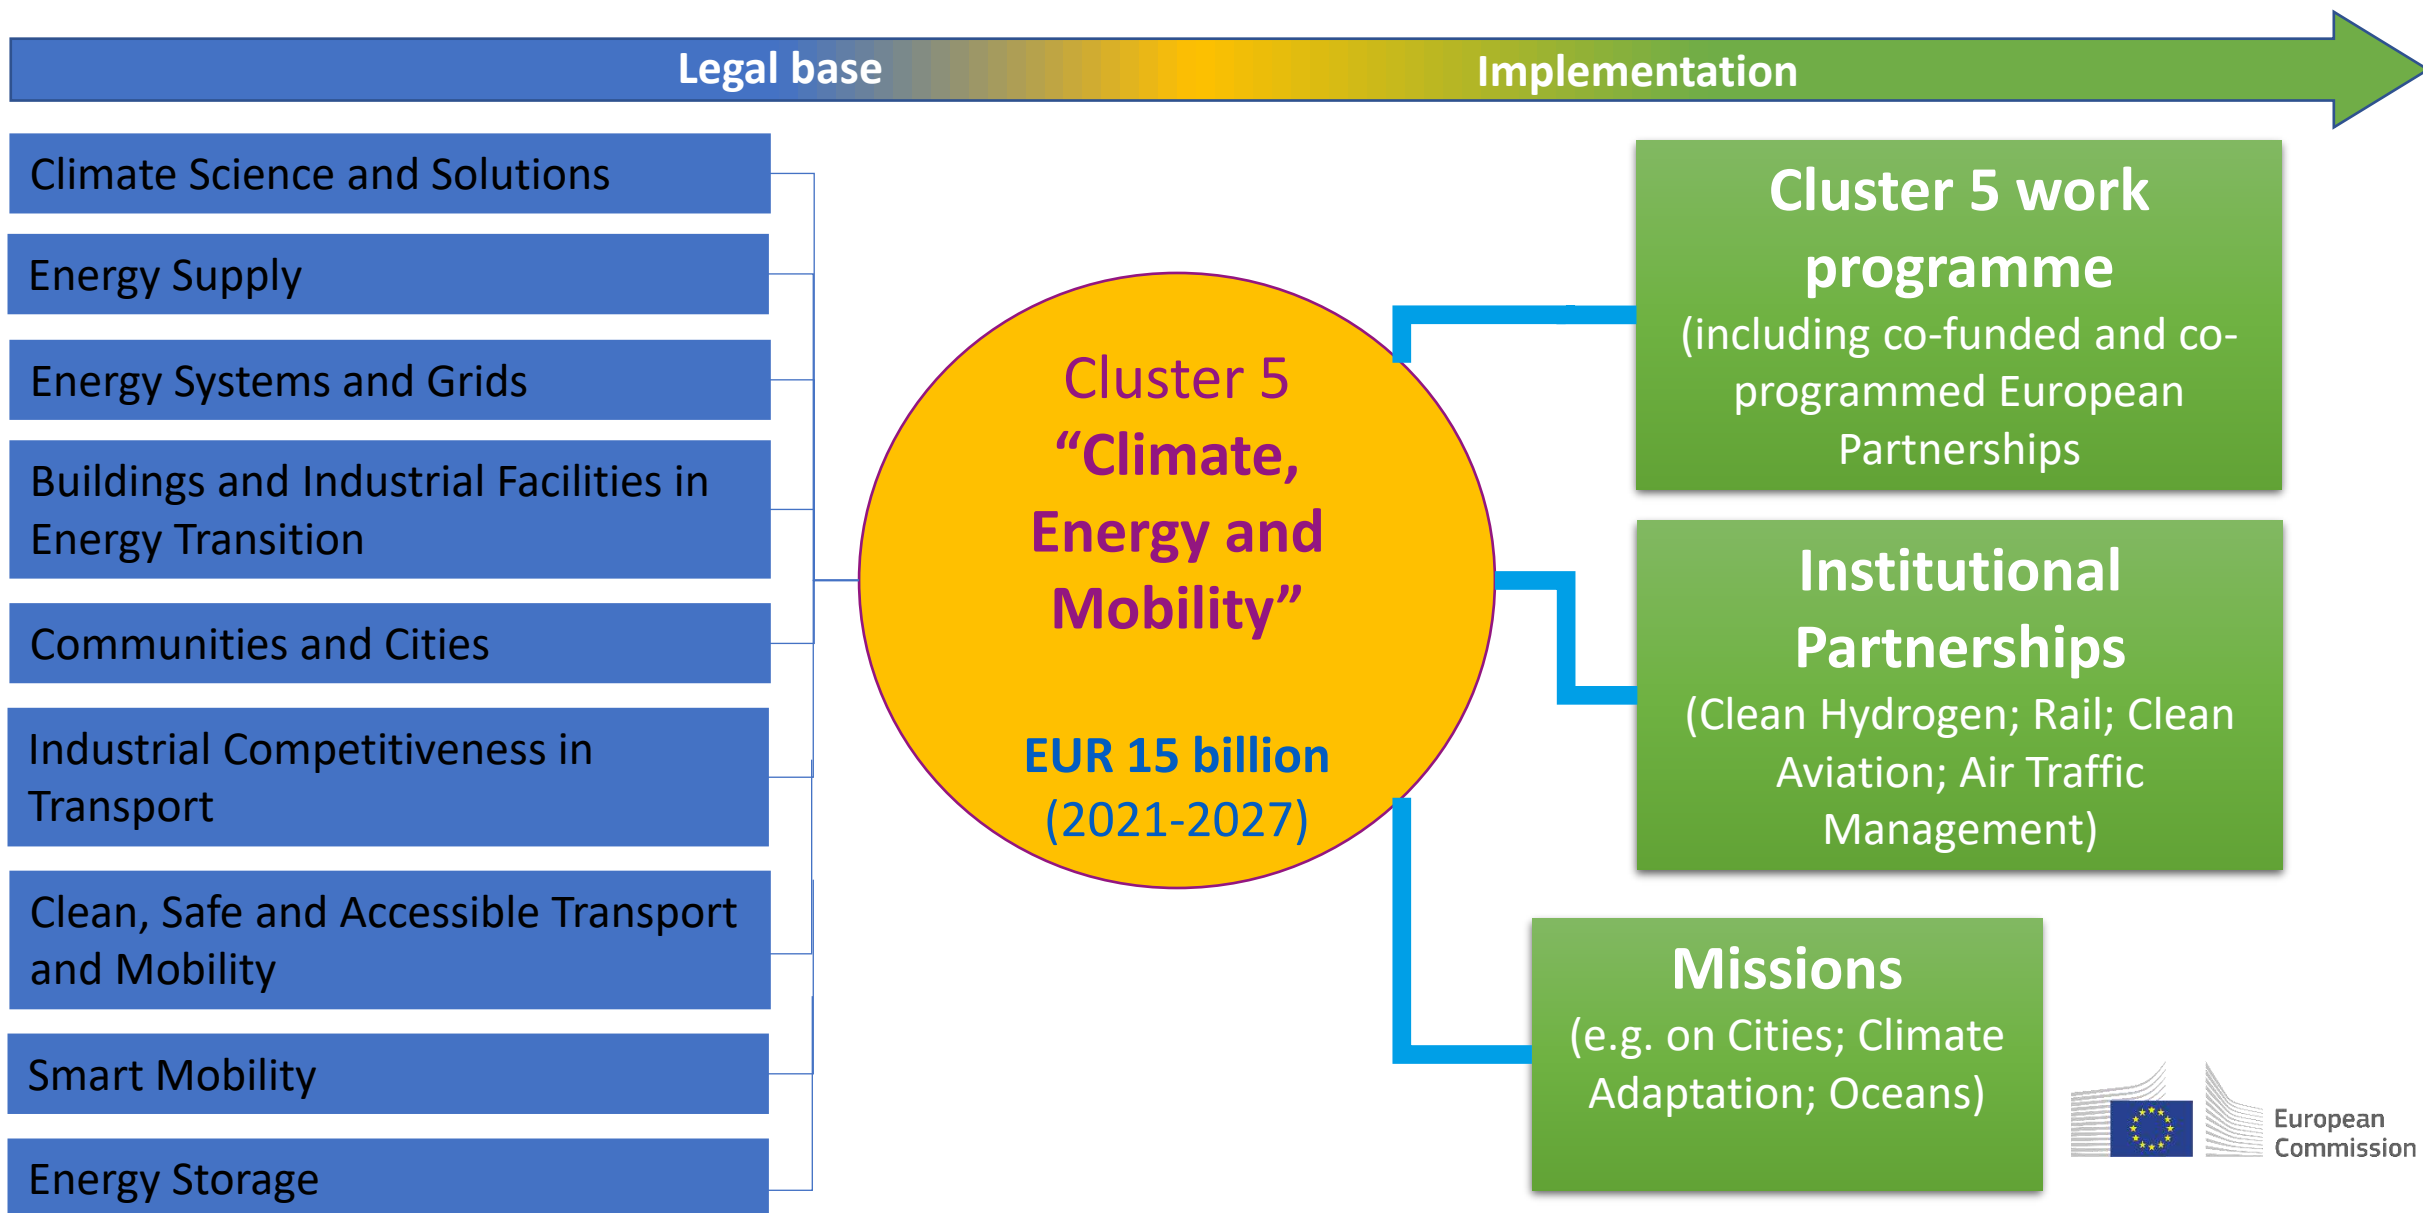 Legal base
Implementation
Climate Science and Solutions
Energy Supply
Energy Systems and Grids
Buildings and Industrial Facilities in
Energy Transition
Communities and Cities
Industrial Competitiveness in
Transport
Clean, Safe and Accessible Transport
and Mobility
Smart Mobility
Energy Storage
Cluster 5
“Climate,
Energy and
Mobility”
EUR 15 billion
(2021-2027)
Cluster 5 work
programme
(including co-funded and co-
programmed European
Partnerships
Institutional
Partnerships
(Clean Hydrogen; Rail; Clean
Aviation; Air Traffic
Management)
Missions
(e.g. on Cities; Climate
Adaptation; Oceans)
European
Commission